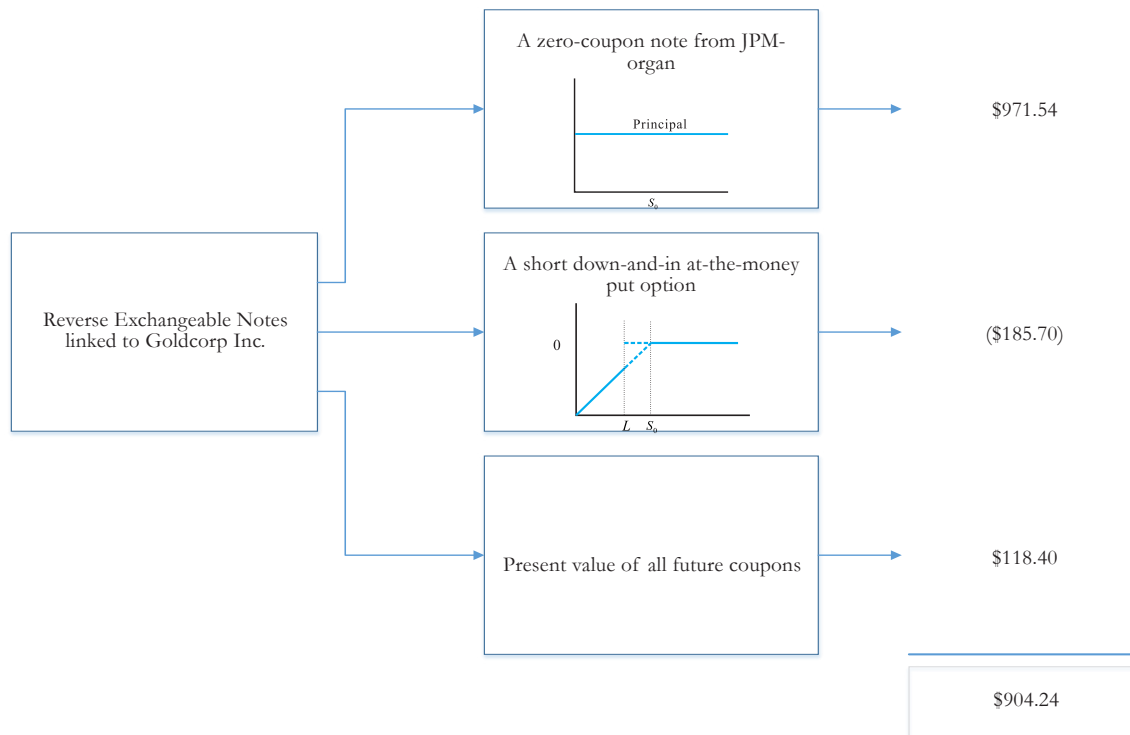 A zero-coupon note from JPM-
organ
Principal
S₀
$971.54
Reverse Exchangeable Notes
linked to Goldcorp Inc.
A short down-and-in at-the-money
put option
0
L
S₀
($185.70)
Present value of all future coupons
$118.40
$904.24